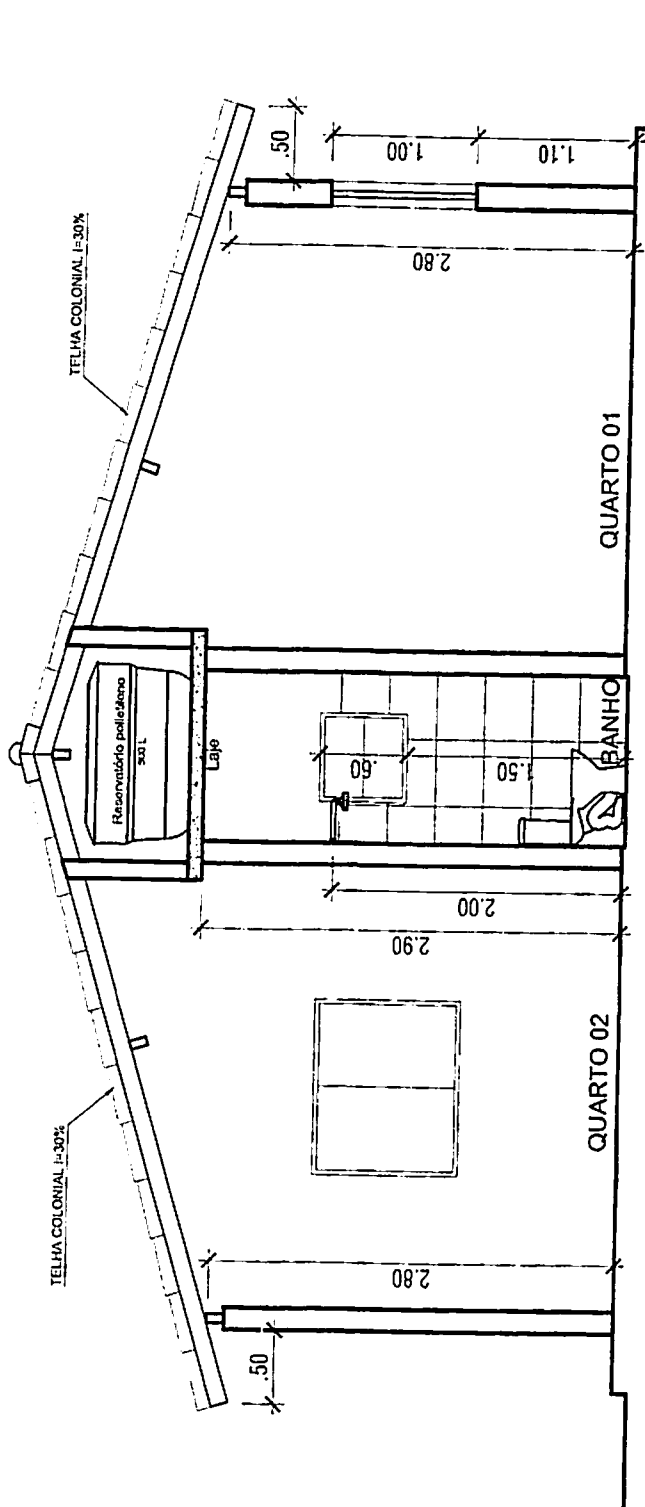 TELHA COLONIAL i=30%
TELHA COLONIAL i=30%
Reservatório polietileno
500 L
Laje
.50
2.80
2.90
2.00
.60
1.50
2.80
.50
1.00
1.10
QUARTO 02
BANHO
QUARTO 01